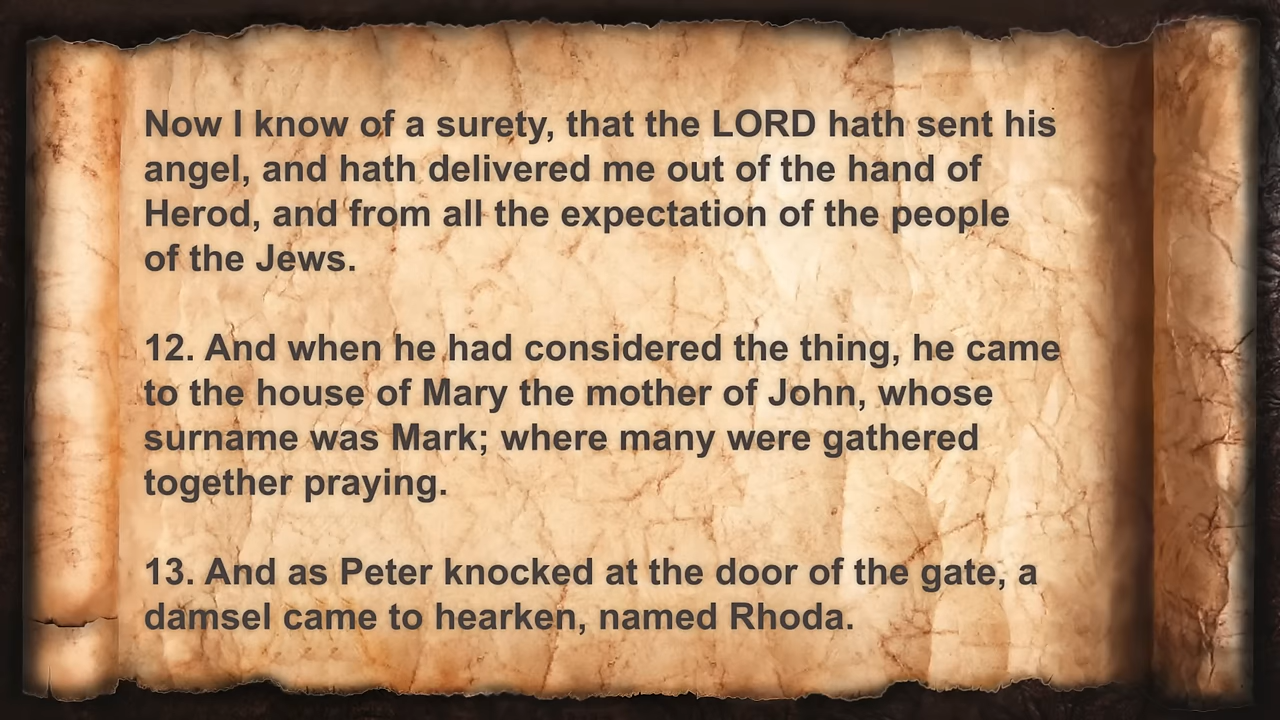 Now I know of a surety, that the LORD hath sent his
angel, and hath delivered me out of the hand of
Herod, and from all the expectation of the people
of the Jews.
12. And when he had considered the thing, he came
to the house of Mary the mother of John, whose
surname was Mark; where many were gathered
together praying.
13. And as Peter knocked at the door of the gate, a
damsel came to hearken, named Rhoda.